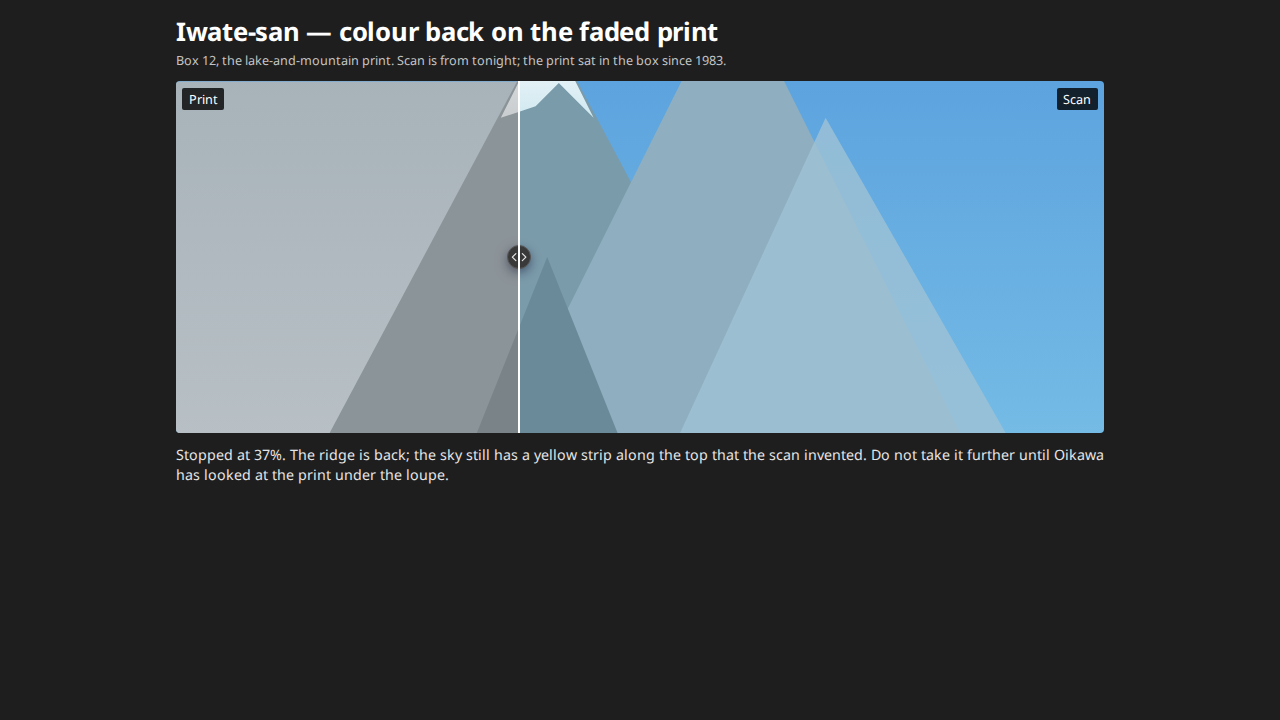 Iwate-san — colour back on the faded print
Box 12, the lake-and-mountain print. Scan is from tonight; the print sat in the box since 1983.
Print
Scan
Stopped at 37%. The ridge is back; the sky still has a yellow strip along the top that the scan invented. Do not take it further until Oikawa
has looked at the print under the loupe.